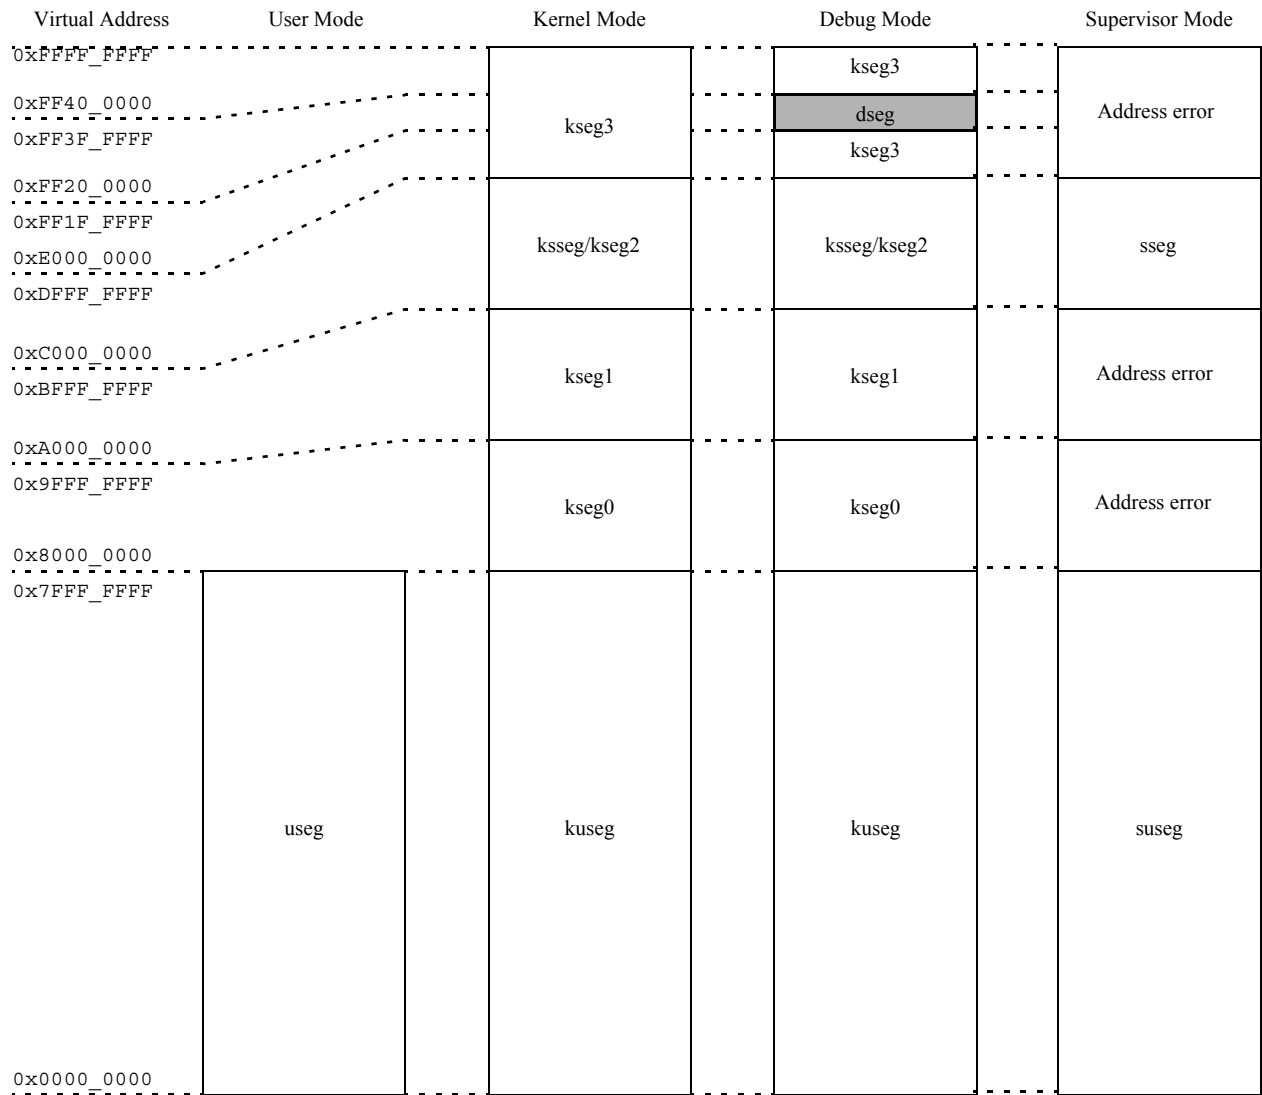 Virtual Address User Mode Kernel Mode Debug Mode Supervisor Mode
0xFFFF_FFFF
kseg3
0xFF40_0000
dseg
Address error
kseg3
0xFF3F_FFFF
kseg3
0xFF20_0000
0xFF1F_FFFF
ksseg/kseg2 ksseg/kseg2 sseg
0xE000_0000
0xDFFF_FFFF
0xC000_0000
kseg1 kseg1 Address error
0xBFFF_FFFF
0xA000_0000
0x9FFF_FFFF
kseg0 kseg0 Address error
0x8000_0000
0x7FFF_FFFF
useg kuseg kuseg suseg
0x0000_0000